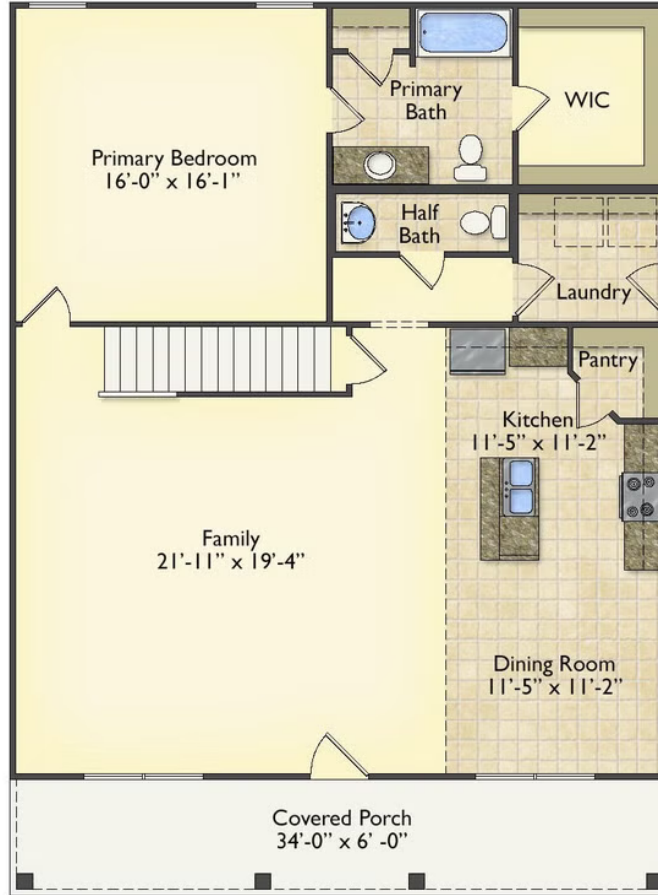 Primary
Bath
WIC
Primary Bedroom
16'-0" x 16'-1"
Half
Bath
Laundry
Pantry
Kitchen
11'-5" x 11'-2"
Family
21'-11" x 19'-4"
Dining Room
11'-5" x 11'-2"
Covered Porch
34'-0" x 6' -0"